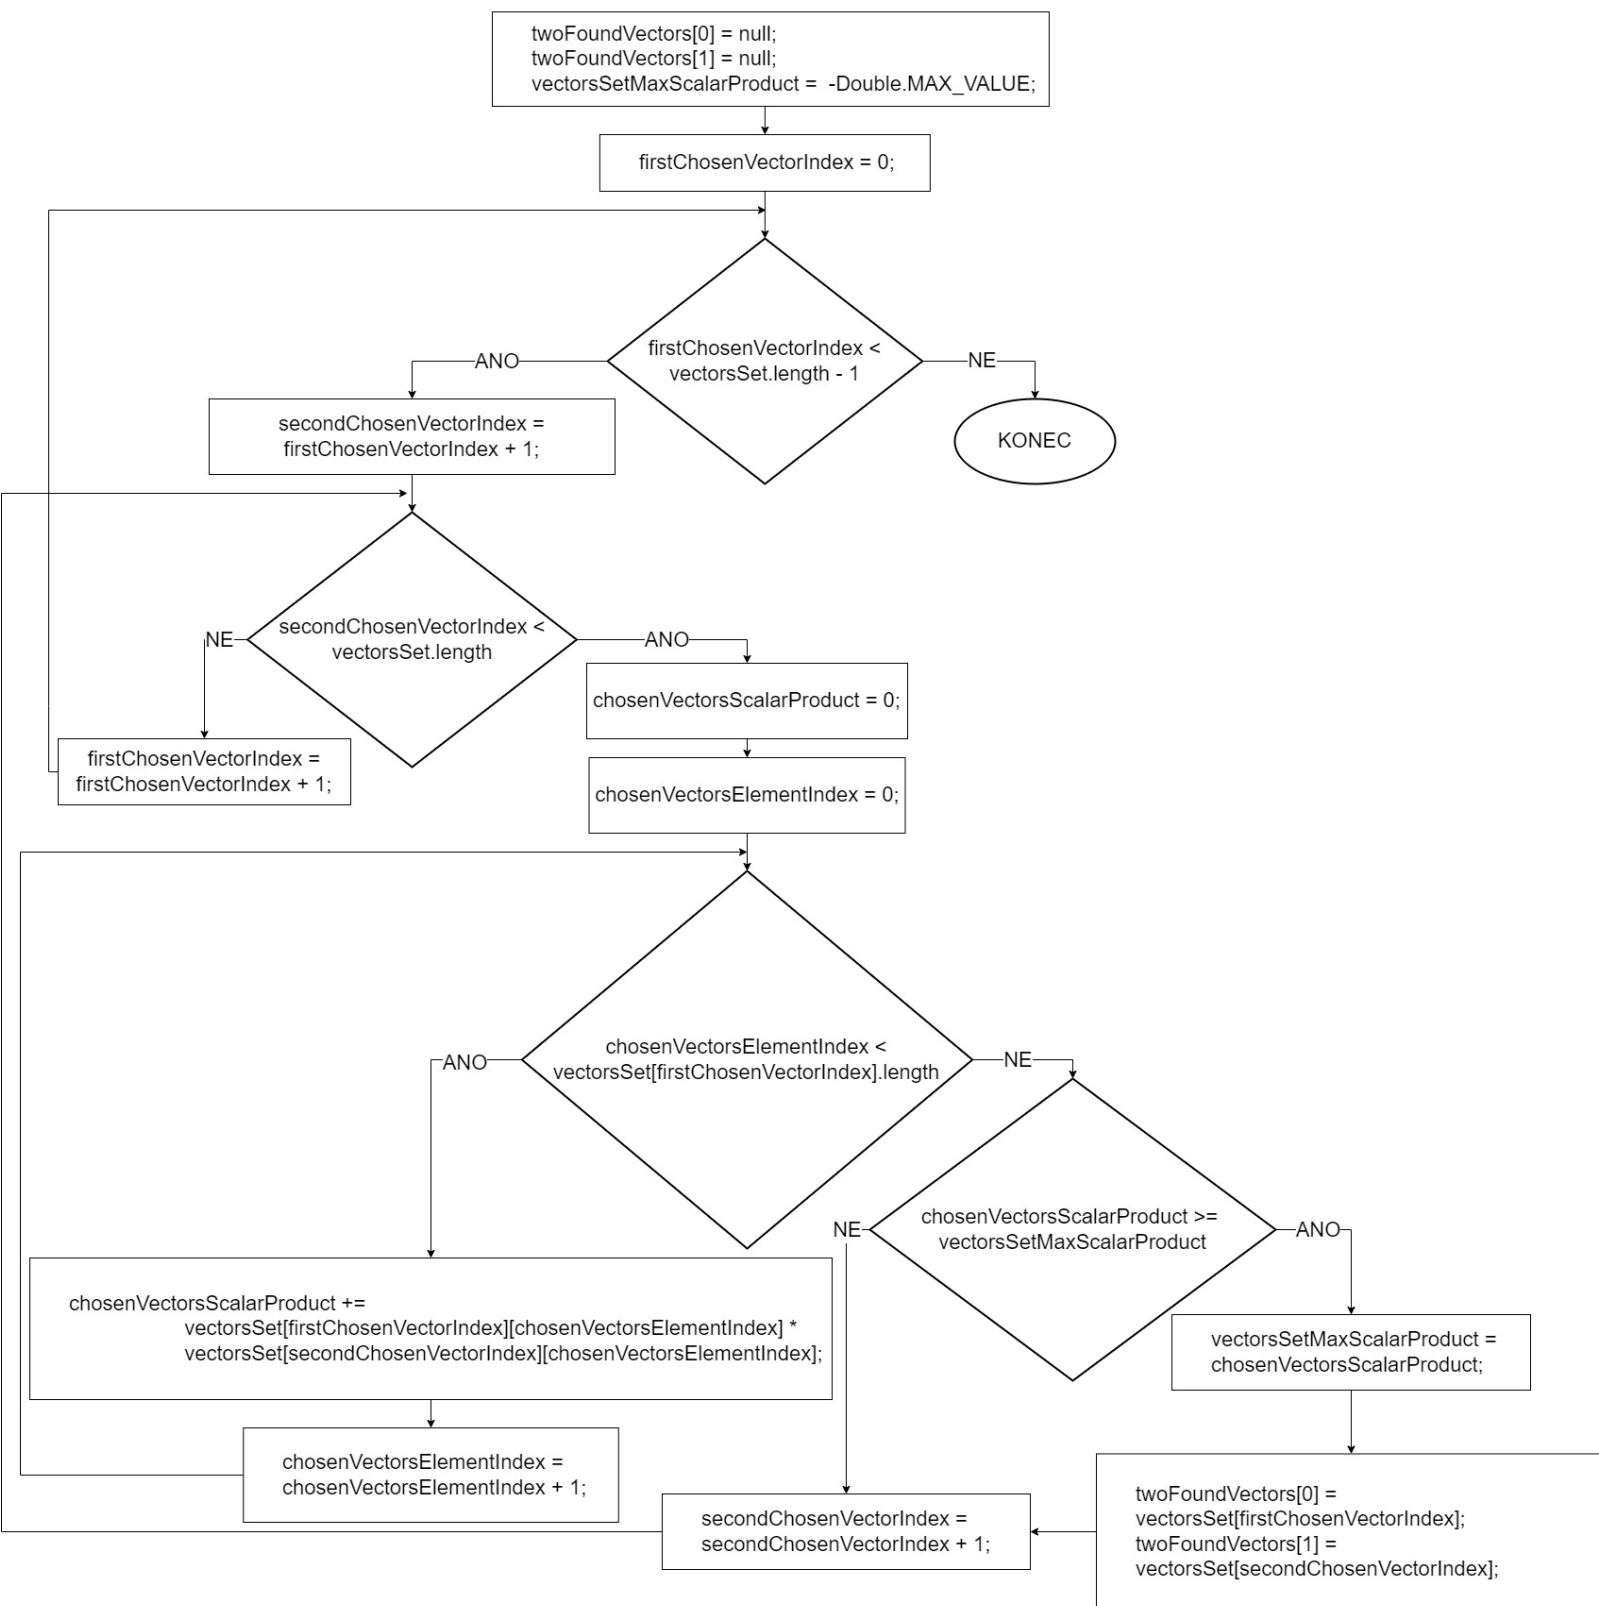 twoFoundVectors[0] = null;
twoFoundVectors[1] = null;
vectorsSetMaxScalarProduct =  -Double.MAX_VALUE;
firstChosenVectorIndex = 0;
firstChosenVectorIndex <
vectorsSet.length - 1
ANO
NE
secondChosenVectorIndex =
firstChosenVectorIndex + 1;
KONEC
secondChosenVectorIndex <
vectorsSet.length
NE
ANO
chosenVectorsScalarProduct = 0;
firstChosenVectorIndex =
firstChosenVectorIndex + 1;
chosenVectorsElementIndex = 0;
chosenVectorsElementIndex <
vectorsSet[firstChosenVectorIndex].length
ANO
NE
chosenVectorsScalarProduct >=
vectorsSetMaxScalarProduct
NE
ANO
chosenVectorsScalarProduct +=
vectorsSet[firstChosenVectorIndex][chosenVectorsElementIndex] *
vectorsSet[secondChosenVectorIndex][chosenVectorsElementIndex];
vectorsSetMaxScalarProduct =
chosenVectorsScalarProduct;
chosenVectorsElementIndex =
chosenVectorsElementIndex + 1;
twoFoundVectors[0] =
vectorsSet[firstChosenVectorIndex];
twoFoundVectors[1] =
vectorsSet[secondChosenVectorIndex];
secondChosenVectorIndex =
secondChosenVectorIndex + 1;